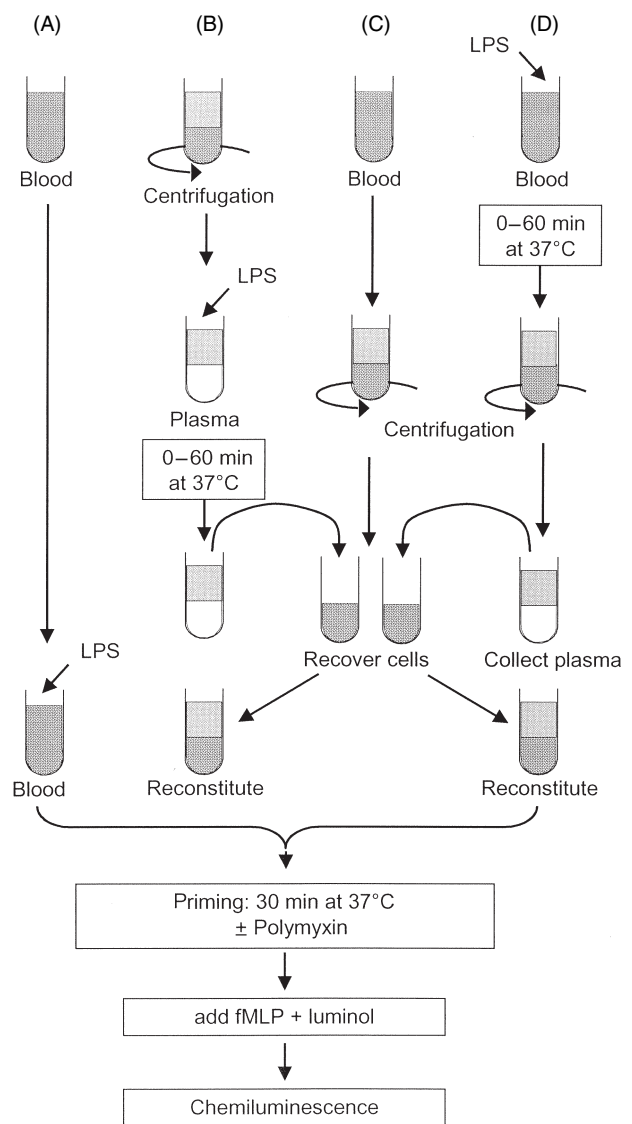 (A)
(B)
(C)
(D)
LPS
Blood
Centrifugation
Blood
Blood
0–60 min
at 37°C
LPS
Plasma
Centrifugation
0–60 min
at 37°C
LPS
Recover cells
Collect plasma
Blood
Reconstitute
Reconstitute
Priming: 30 min at 37°C
± Polymyxin
add fMLP + luminol
Chemiluminescence